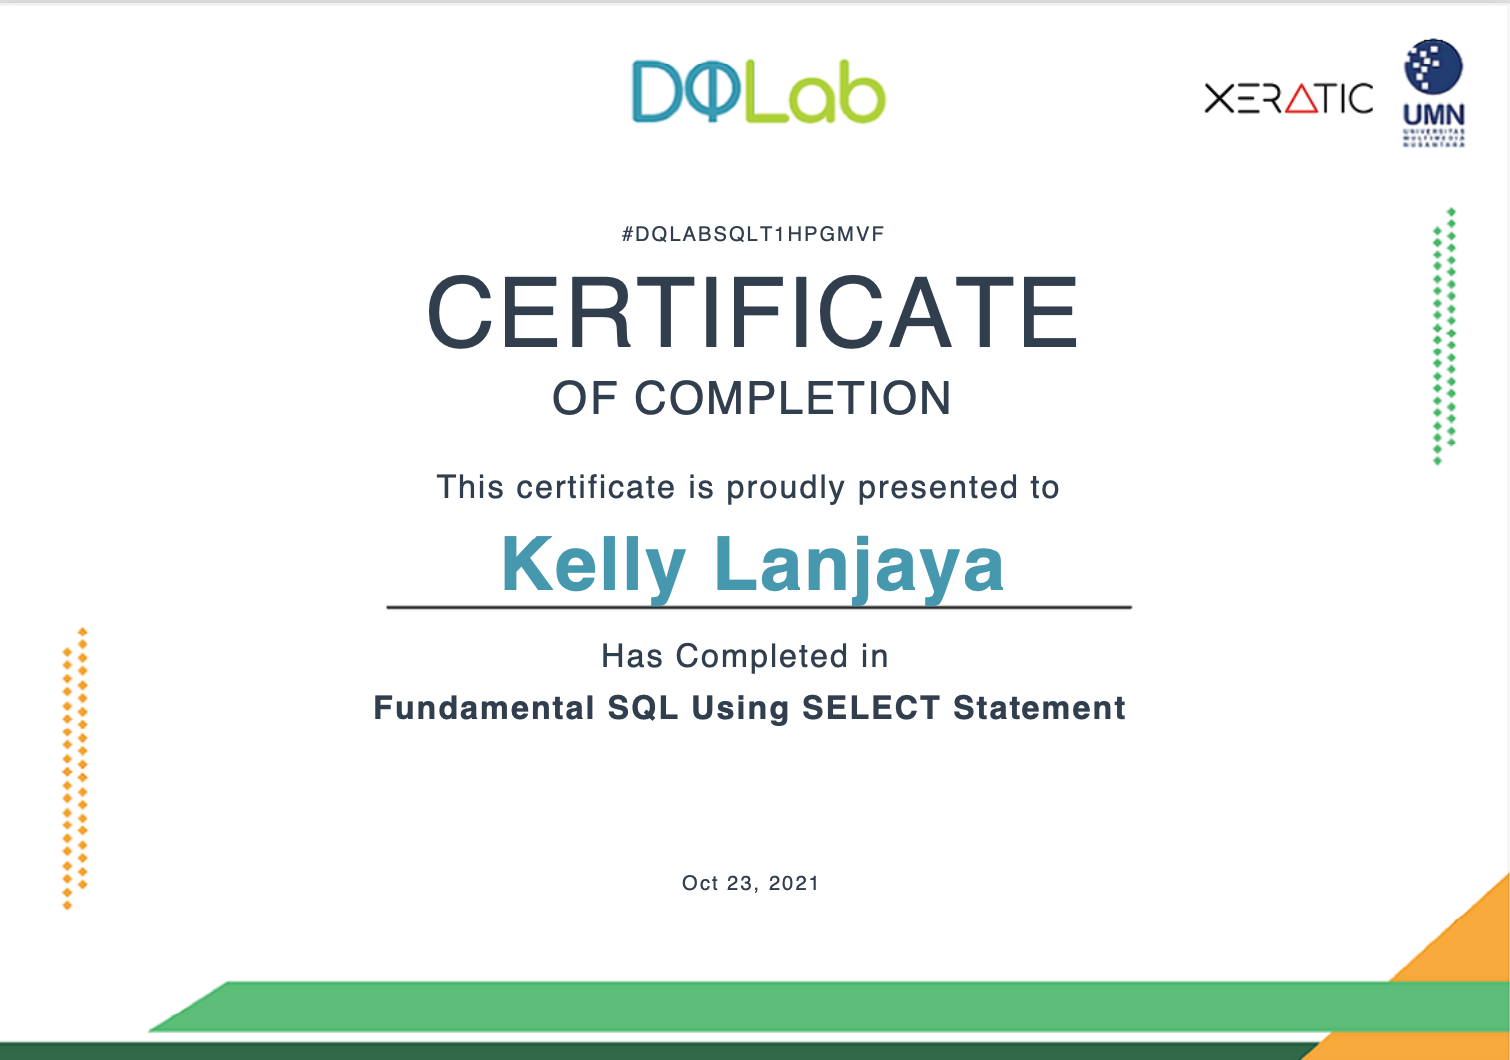 DQLab
XERATIC
UMN
UNIVERSITAS
MULTIMEDIA
NUSANTARA
#DQLABSQLT1HPGMVF
CERTIFICATE
OF COMPLETION
This certificate is proudly presented to
Kelly Lanjaya
Has Completed in
Fundamental SQL Using SELECT Statement
Oct 23, 2021